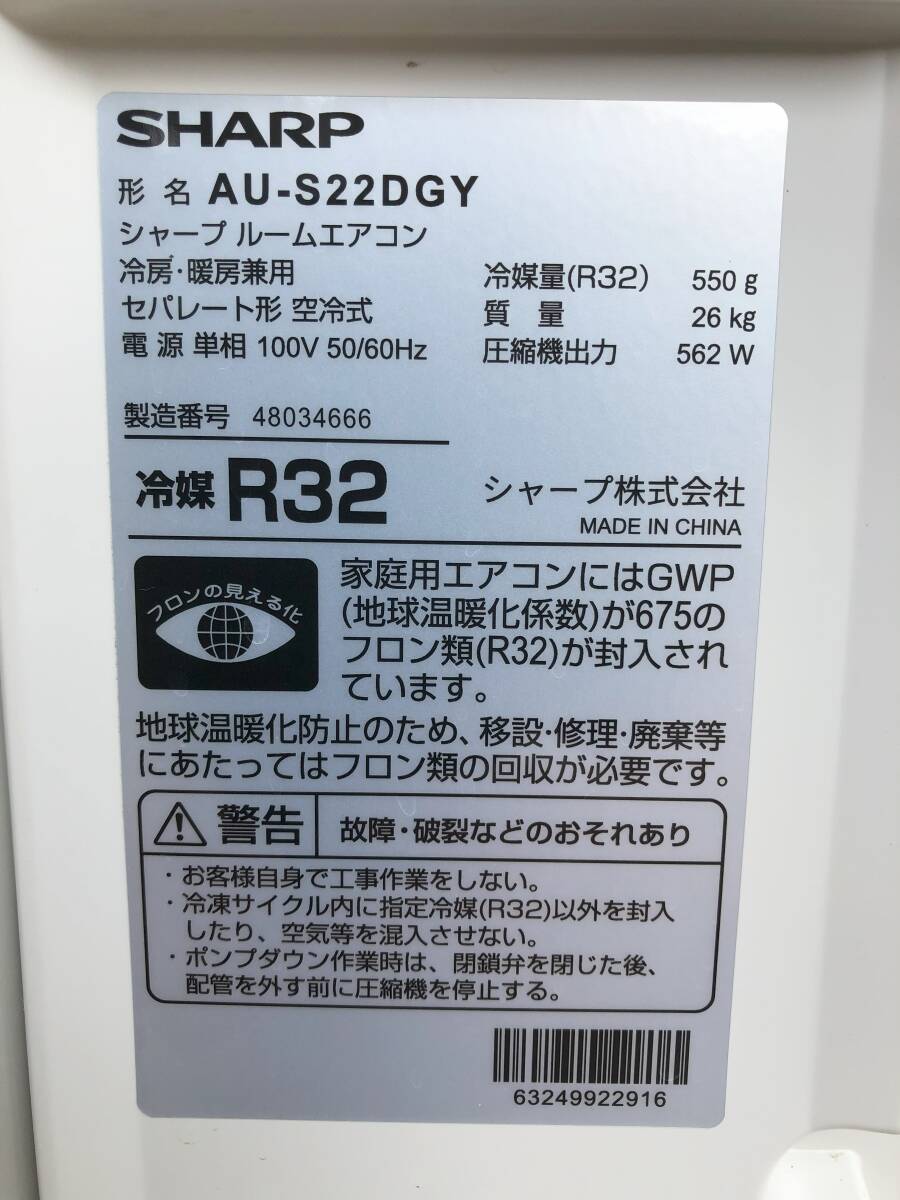 SHARP
形 名 AU-S22DGY
シャープ ルームエアコン
冷房・暖房兼用
セパレート形 空冷式
電 源 単相 100V 50/60Hz
冷媒量(R32) 550 g
質 量 26 kg
圧縮機出力 562 W
製造番号 48034666
冷媒 R32
シャープ株式会社
MADE IN CHINA
フロンの見える化
家庭用エアコンにはGWP
(地球温暖化係数)が675の
フロン類(R32)が封入され
ています。
地球温暖化防止のため、移設・修理・廃棄等
にあたってはフロン類の回収が必要です。
警告 故障・破裂などのおそれあり
・お客様自身で工事作業をしない。
・冷凍サイクル内に指定冷媒(R32)以外を封入
したり、空気等を混入させない。
・ポンプダウン作業時は、閉鎖弁を閉じた後、
配管を外す前に圧縮機を停止する。
63249922916